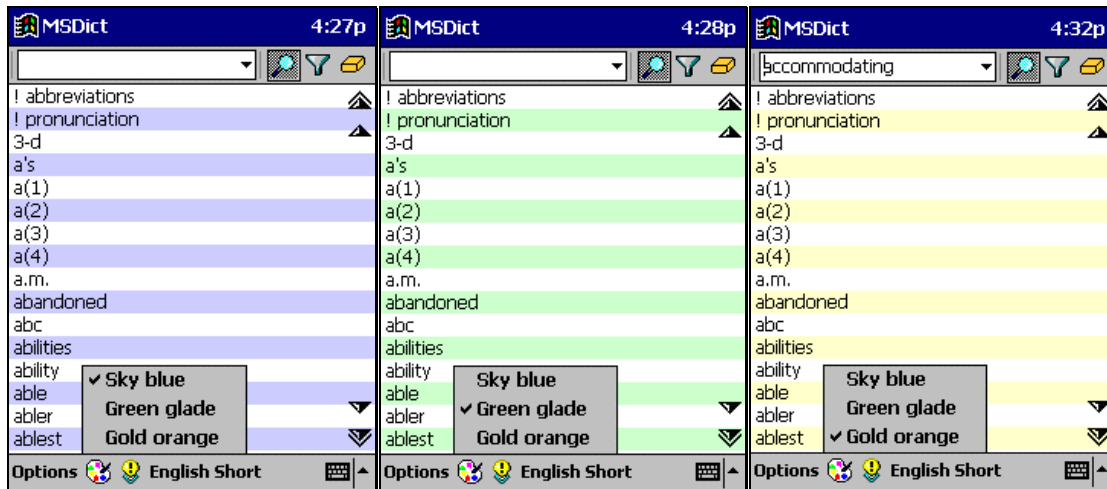 MSDict 4:27p
! abbreviations
! pronunciation
3-d
a's
a(1)
a(2)
a(3)
a(4)
a.m.
abandoned
abc
abilities
ability
able
abler
ablest
Sky blue
Green glade
Gold orange
Options English Short
MSDict 4:28p
! abbreviations
! pronunciation
3-d
a's
a(1)
a(2)
a(3)
a(4)
a.m.
abandoned
abc
abilities
ability
able
abler
ablest
Sky blue
Green glade
Gold orange
Options English Short
MSDict 4:32p
accommodating
! abbreviations
! pronunciation
3-d
a's
a(1)
a(2)
a(3)
a(4)
a.m.
abandoned
abc
abilities
ability
able
abler
ablest
Sky blue
Green glade
Gold orange
Options English Short